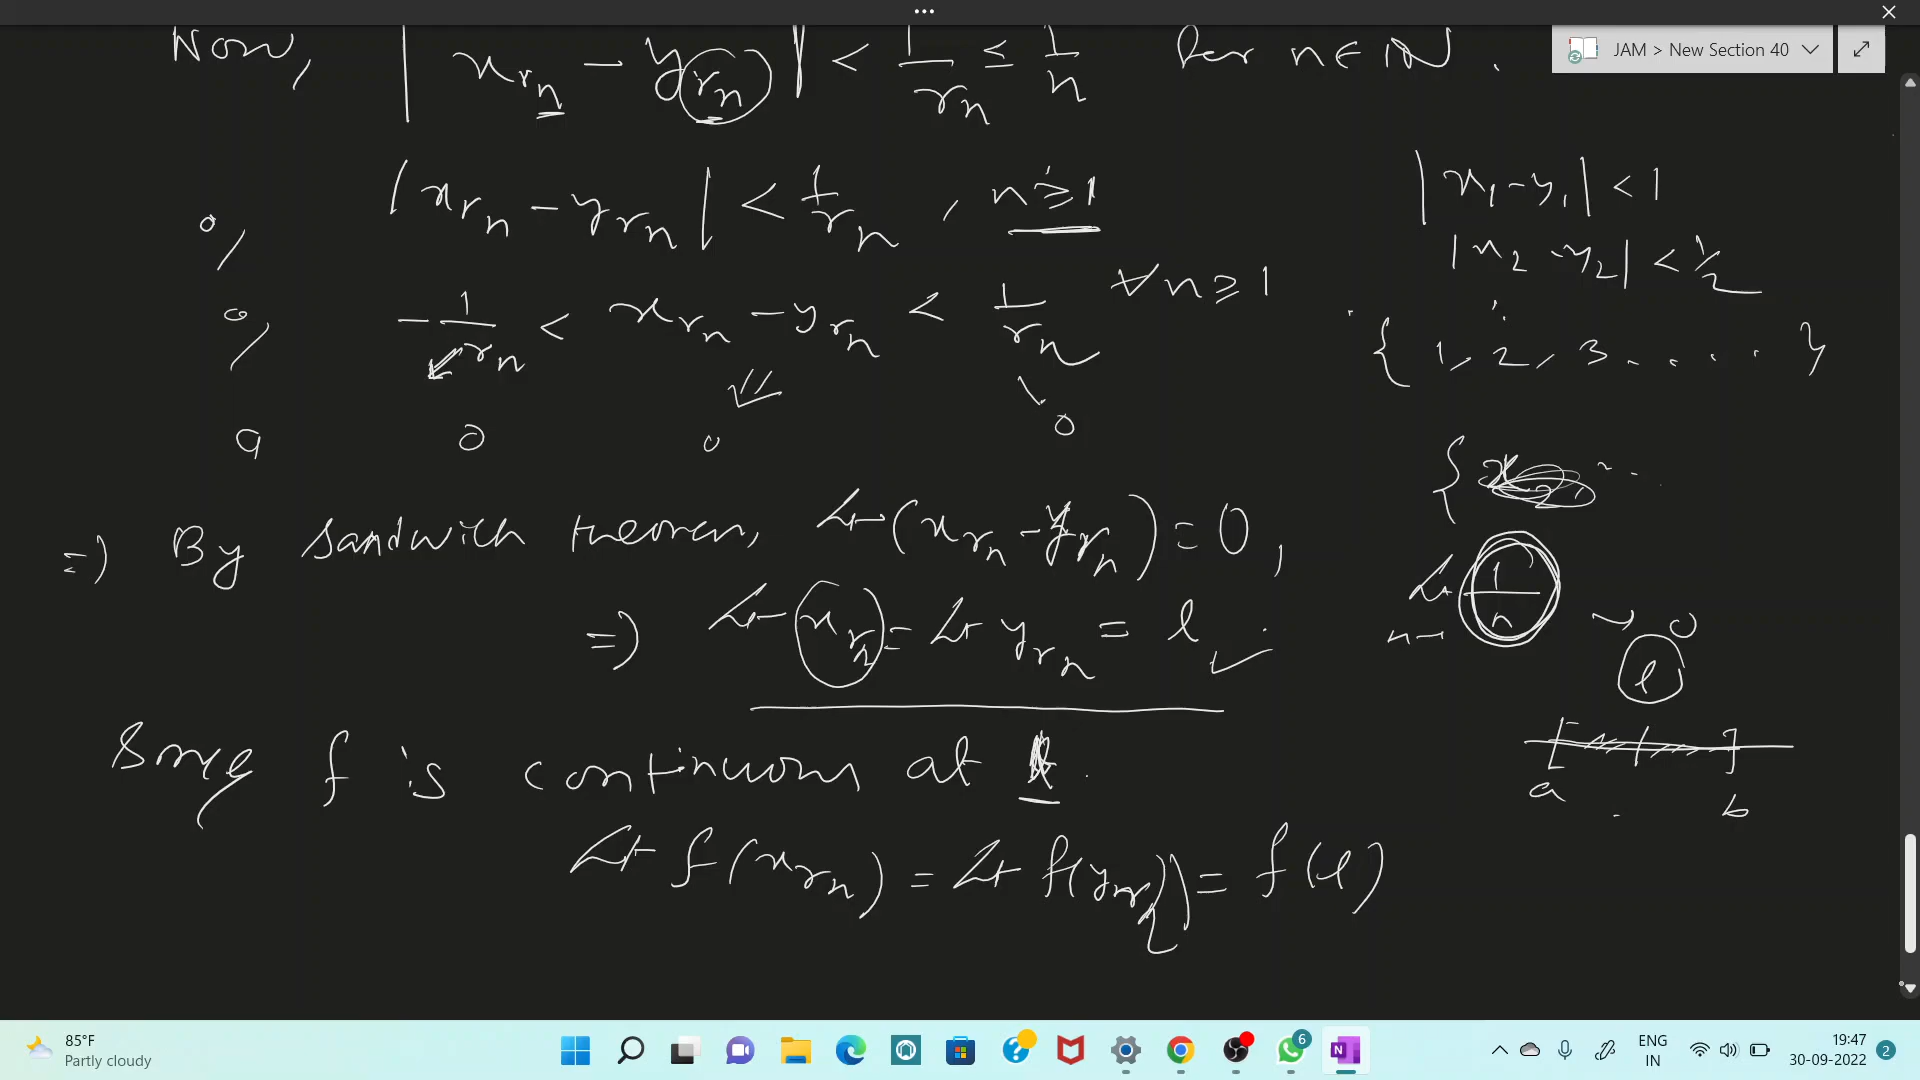 JAM > New Section 40
Now, | x_{r_n} - y_{r_n} | < 1/r_n ≤ 1/n for n ∈ ℕ.
| x_{r_n} - y_{r_n} | < 1/r_n , n ≥ 1
-1/r_n < x_{r_n} - y_{r_n} < 1/r_n ∀ n ≥ 1
0 0 0
=> By Sandwich theorem, Lt (x_{r_n} - y_{r_n}) = 0,
=> Lt x_{r_n} = Lt y_{r_n} = l
Since f is continuous at l.
Lt f(x_{r_n}) = Lt f(y_{r_n}) = f(l)
| x_1 - y_1 | < 1
| x_2 - y_2 | < 1/2
{ 1, 2, 3 . . . . . }
Lt 1/n → 0
n→
l
[ ]
a b
85°F
Partly cloudy
6
ENG
IN
19:47
30-09-2022
2